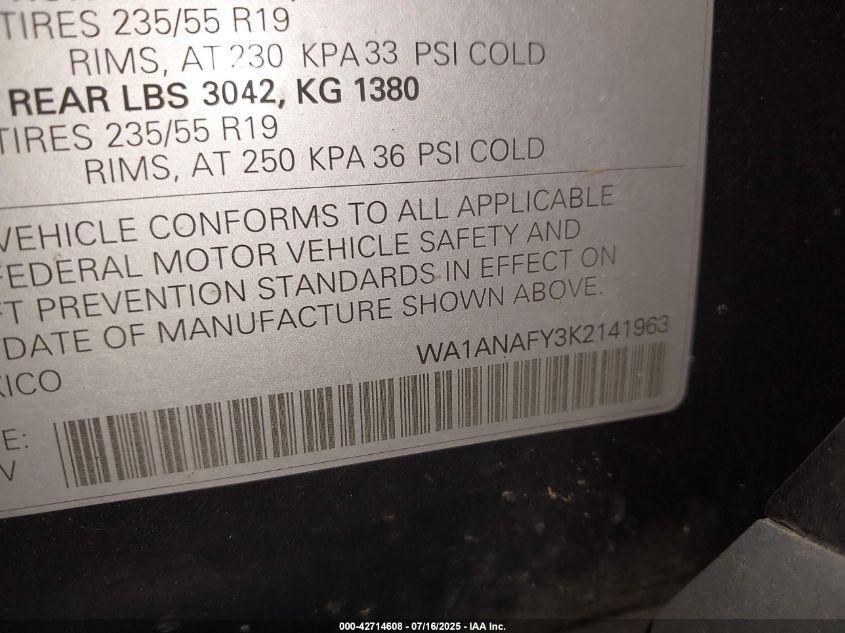 TIRES 235/55 R19
RIMS, AT 230 KPA 33 PSI COLD
REAR LBS 3042, KG 1380
TIRES 235/55 R19
RIMS, AT 250 KPA 36 PSI COLD
VEHICLE CONFORMS TO ALL APPLICABLE
FEDERAL MOTOR VEHICLE SAFETY AND
FT PREVENTION STANDARDS IN EFFECT ON
DATE OF MANUFACTURE SHOWN ABOVE.
WA1ANAFY3K2141963
XICO
E:
V
000-42714608 - 07/16/2025 - IAA Inc.